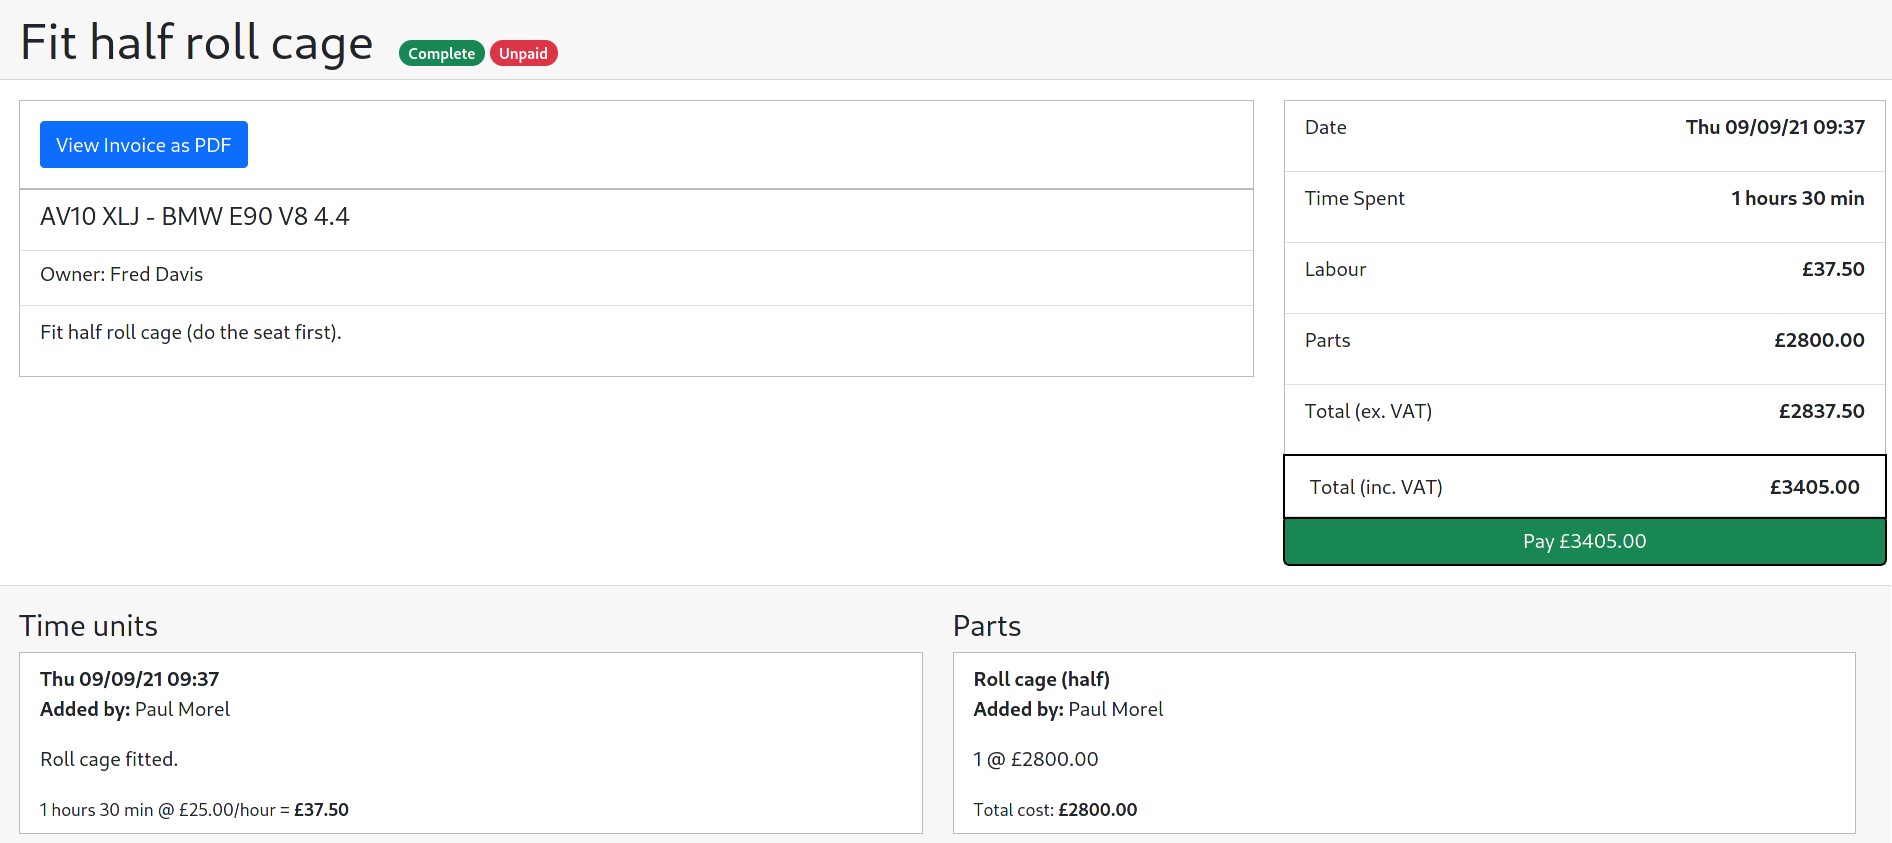 Fit half roll cage Complete Unpaid
View Invoice as PDF
AV10 XLJ - BMW E90 V8 4.4
Owner: Fred Davis
Fit half roll cage (do the seat first).
Date Thu 09/09/21 09:37
Time Spent 1 hours 30 min
Labour £37.50
Parts £2800.00
Total (ex. VAT) £2837.50
Total (inc. VAT) £3405.00
Pay £3405.00
Time units
Thu 09/09/21 09:37
Added by: Paul Morel
Roll cage fitted.
1 hours 30 min @ £25.00/hour = £37.50
Parts
Roll cage (half)
Added by: Paul Morel
1 @ £2800.00
Total cost: £2800.00